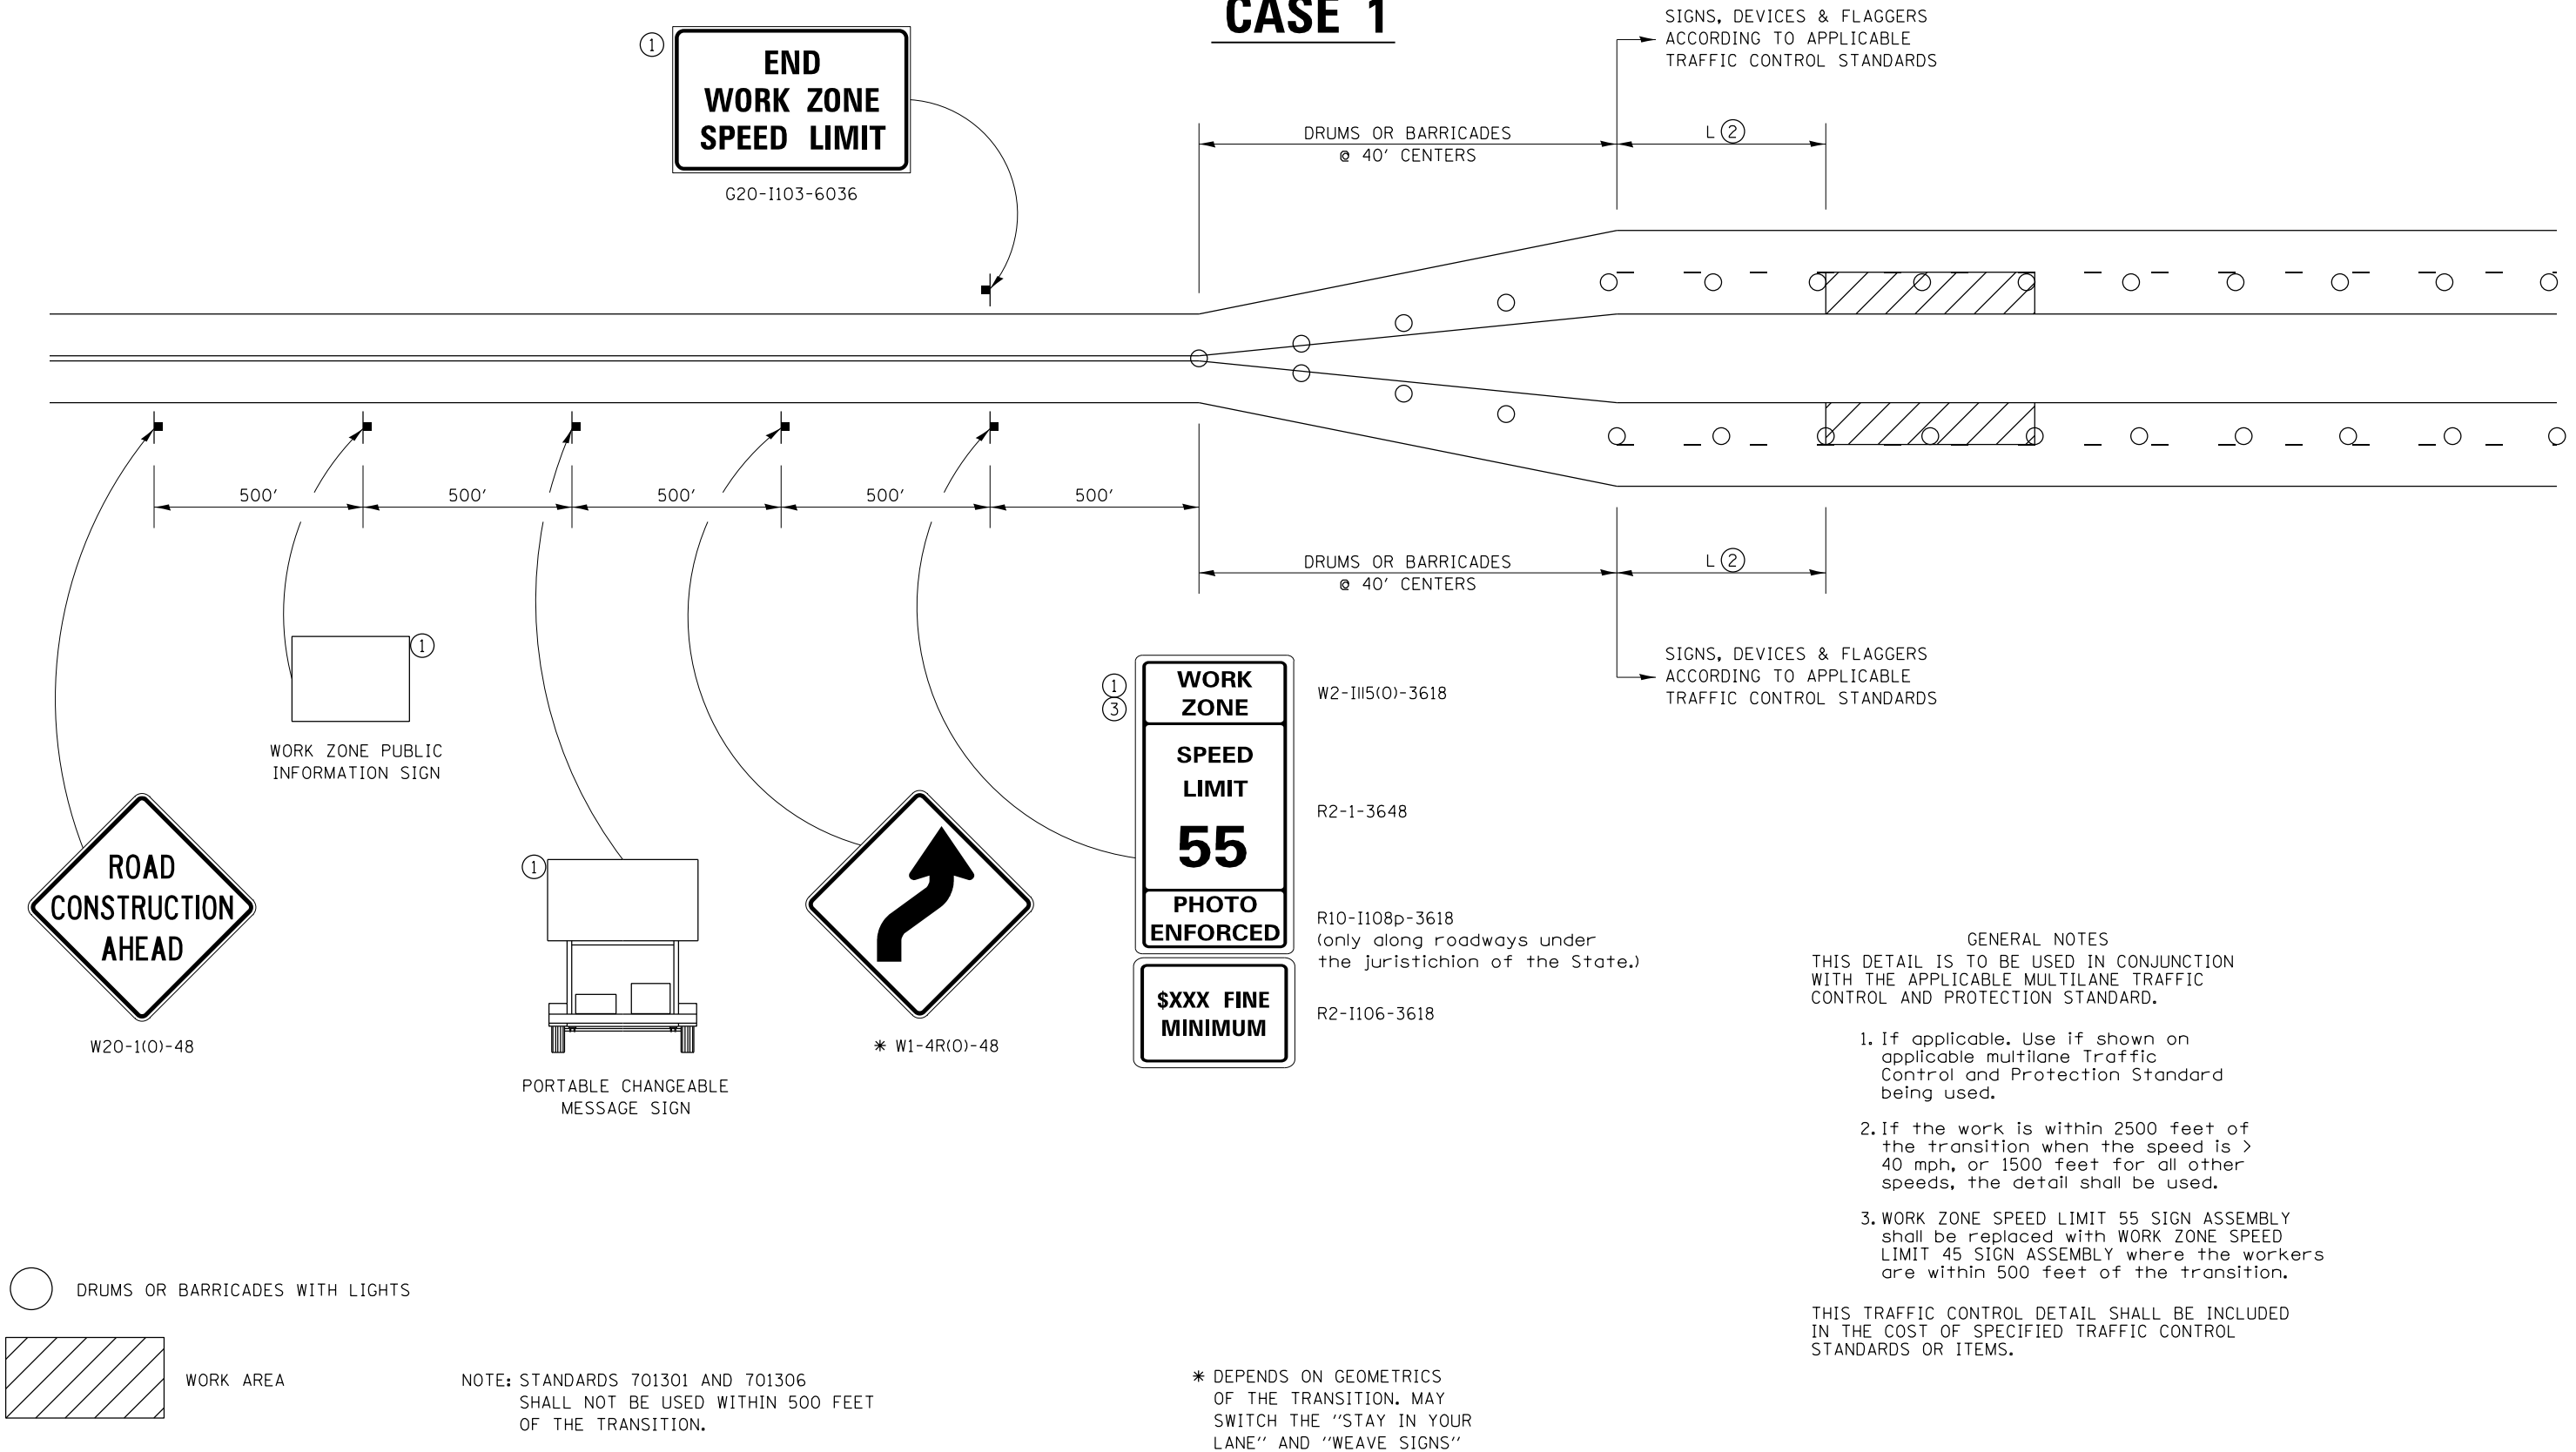 CASE 1
SIGNS, DEVICES & FLAGGERS
ACCORDING TO APPLICABLE
TRAFFIC CONTROL STANDARDS
1
END
WORK ZONE
SPEED LIMIT
G20-I103-6036
DRUMS OR BARRICADES
@ 40' CENTERS
L 2
500' 500' 500' 500' 500'
DRUMS OR BARRICADES
@ 40' CENTERS
L 2
SIGNS, DEVICES & FLAGGERS
ACCORDING TO APPLICABLE
TRAFFIC CONTROL STANDARDS
1
WORK ZONE PUBLIC
INFORMATION SIGN
ROAD
CONSTRUCTION
AHEAD
W20-1(O)-48
1
PORTABLE CHANGEABLE
MESSAGE SIGN
* W1-4R(O)-48
1
3
WORK
ZONE
W2-I115(O)-3618
SPEED
LIMIT
55
R2-1-3648
PHOTO
ENFORCED
R10-I108p-3618
(only along roadways under
the juristichion of the State.)
$XXX FINE
MINIMUM
R2-I106-3618
GENERAL NOTES
THIS DETAIL IS TO BE USED IN CONJUNCTION
WITH THE APPLICABLE MULTILANE TRAFFIC
CONTROL AND PROTECTION STANDARD.
1. If applicable. Use if shown on
applicable multilane Traffic
Control and Protection Standard
being used.
2. If the work is within 2500 feet of
the transition when the speed is >
40 mph, or 1500 feet for all other
speeds, the detail shall be used.
3. WORK ZONE SPEED LIMIT 55 SIGN ASSEMBLY
shall be replaced with WORK ZONE SPEED
LIMIT 45 SIGN ASSEMBLY where the workers
are within 500 feet of the transition.
THIS TRAFFIC CONTROL DETAIL SHALL BE INCLUDED
IN THE COST OF SPECIFIED TRAFFIC CONTROL
STANDARDS OR ITEMS.
DRUMS OR BARRICADES WITH LIGHTS
WORK AREA
NOTE: STANDARDS 701301 AND 701306
SHALL NOT BE USED WITHIN 500 FEET
OF THE TRANSITION.
* DEPENDS ON GEOMETRICS
OF THE TRANSITION. MAY
SWITCH THE "STAY IN YOUR
LANE" AND "WEAVE SIGNS"